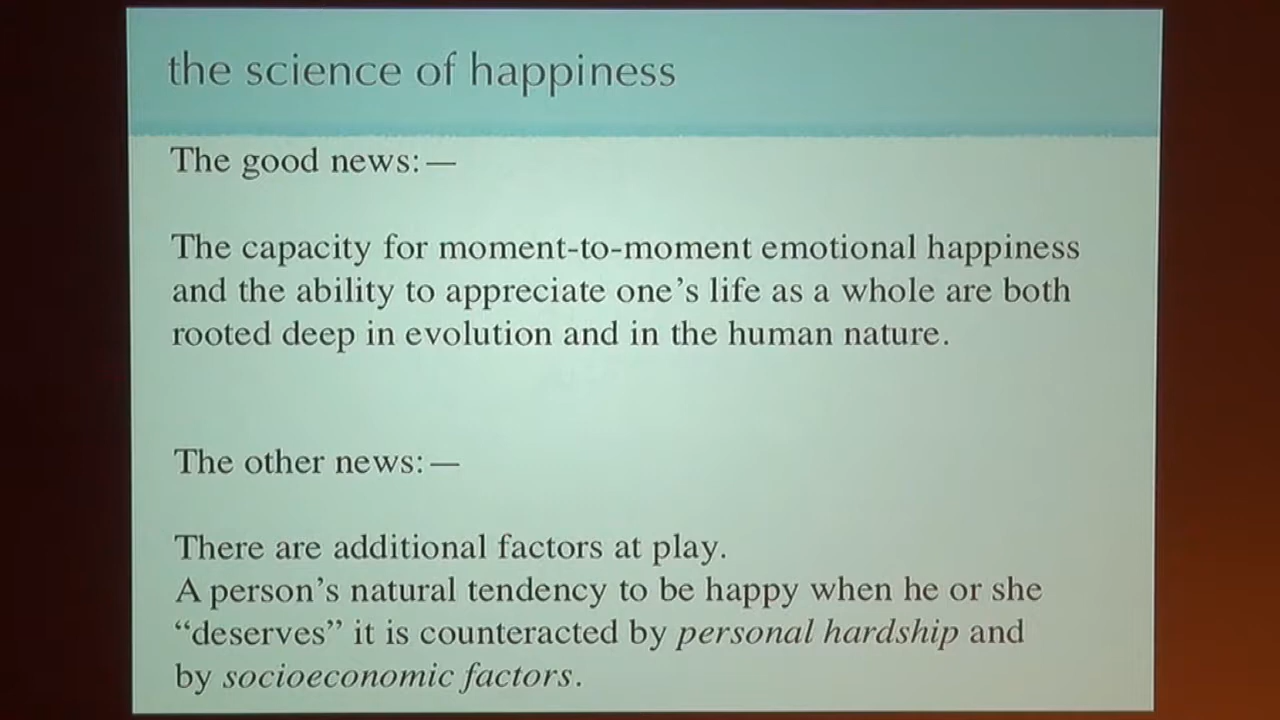 the science of happiness
The good news:—
The capacity for moment-to-moment emotional happiness
and the ability to appreciate one’s life as a whole are both
rooted deep in evolution and in the human nature.
The other news:—
There are additional factors at play.
A person’s natural tendency to be happy when he or she
“deserves” it is counteracted by personal hardship and
by socioeconomic factors.